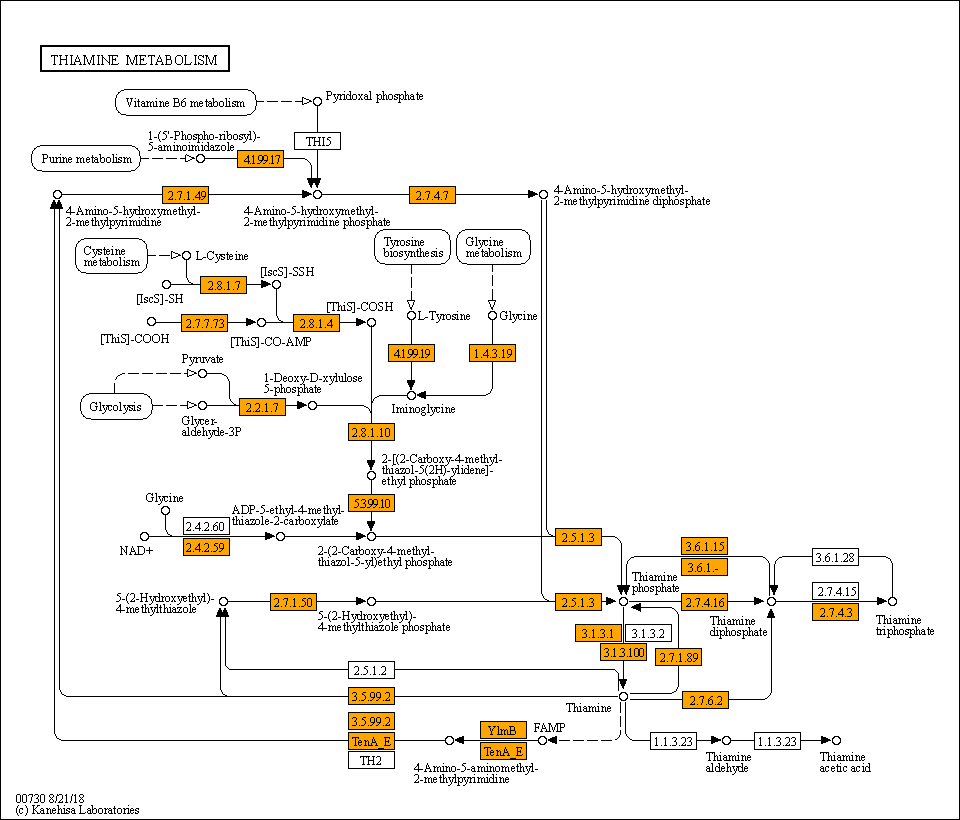 THIAMINE METABOLISM
Vitamine B6 metabolism
Pyridoxal phosphate
THI5
1-(5'-Phospho-ribosyl)-
5-aminoimidazole
Purine metabolism
4.1.99.17
2.7.1.49
2.7.4.7
4-Amino-5-hydroxymethyl-
2-methylpyrimidine
4-Amino-5-hydroxymethyl-
2-methylpyrimidine phosphate
4-Amino-5-hydroxymethyl-
2-methylpyrimidine diphosphate
Cysteine
metabolism
L-Cysteine
Tyrosine
biosynthesis
Glycine
metabolism
[IscS]-SSH
2.8.1.7
[IscS]-SH
[ThiS]-COSH
2.7.7.73
2.8.1.4
L-Tyrosine
Glycine
[ThiS]-COOH
[ThiS]-CO-AMP
4.1.99.19
1.4.3.19
Pyruvate
1-Deoxy-D-xylulose
5-phosphate
Glycolysis
2.2.1.7
Iminoglycine
Glycer-
aldehyde-3P
2.8.1.10
2-[(2-Carboxy-4-methyl-
thiazol-5(2H)-ylidene]-
ethyl phosphate
Glycine
5.3.99.10
ADP-5-ethyl-4-methyl-
thiazole-2-carboxylate
2.4.2.60
2.4.2.59
NAD+
2-(2-Carboxy-4-methyl-
thiazol-5-yl)ethyl phosphate
2.5.1.3
3.6.1.15
3.6.1.-
3.6.1.28
Thiamine
phosphate
2.7.4.15
2.7.4.3
5-(2-Hydroxyethyl)-
4-methylthiazole
2.7.1.50
5-(2-Hydroxyethyl)-
4-methylthiazole phosphate
2.5.1.3
2.7.4.16
Thiamine
diphosphate
Thiamine
triphosphate
3.1.3.1
3.1.3.2
3.1.3.100
2.7.1.89
2.5.1.2
3.5.99.2
Thiamine
2.7.6.2
3.5.99.2
TenA_E
TH2
YlmB
TenA_E
FAMP
4-Amino-5-aminomethyl-
2-methylpyrimidine
1.1.3.23
1.1.3.23
Thiamine
aldehyde
Thiamine
acetic acid
00730 8/21/18
(c) Kanehisa Laboratories